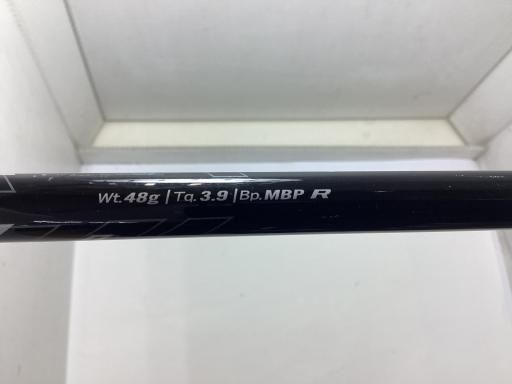 Wt. 48g | Tq. 3.9 | Bp. MBP R